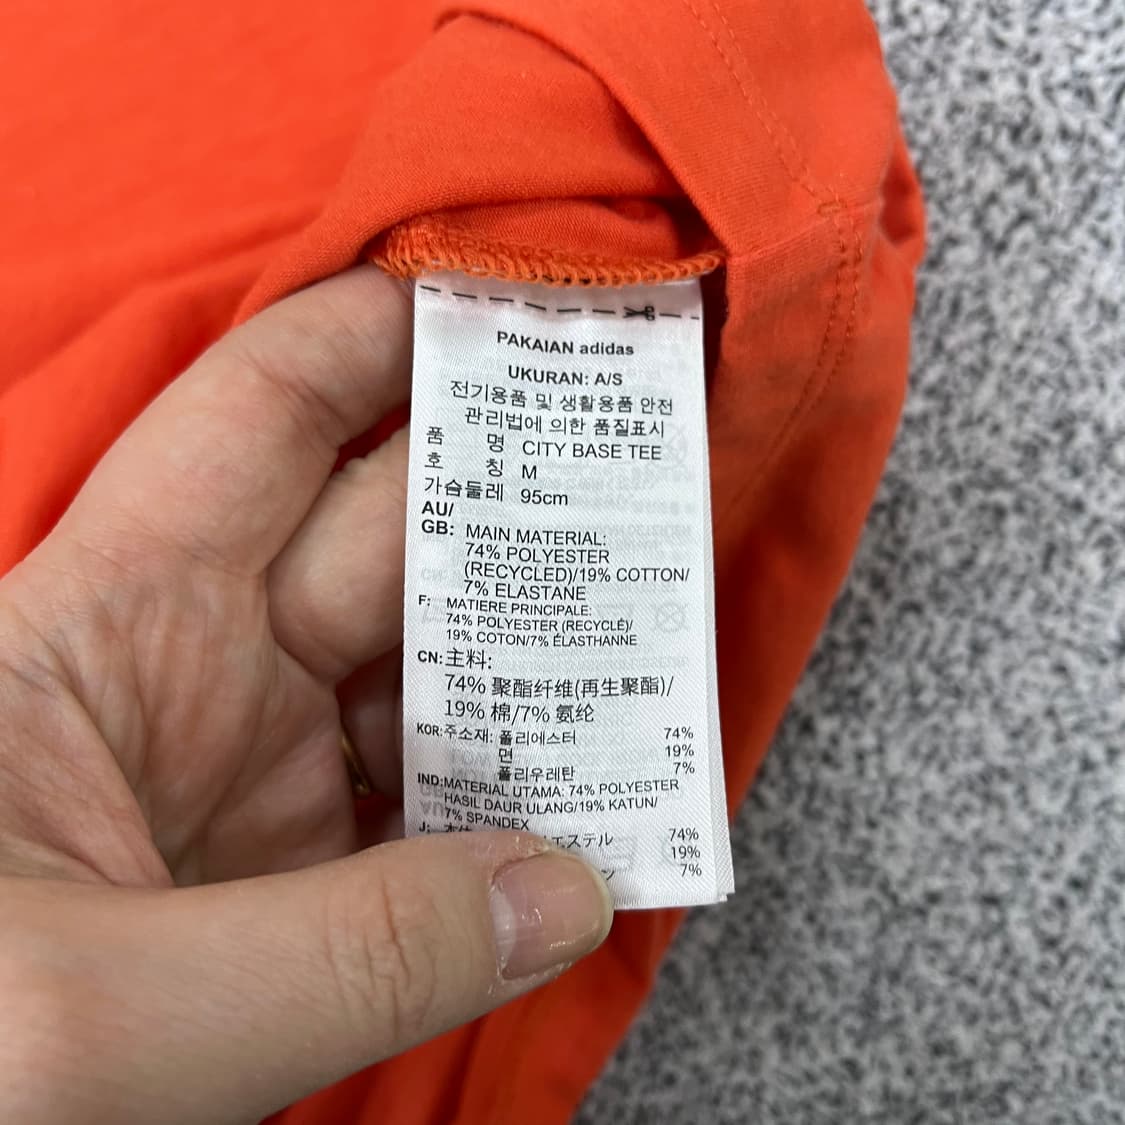 PAKAIAN adidas
UKURAN: A/S
전기용품 및 생활용품 안전
관리법에 의한 품질표시
품 명 CITY BASE TEE
호 칭 M
가슴둘레 95cm
AU/
GB: MAIN MATERIAL:
74% POLYESTER
(RECYCLED)/19% COTTON/
7% ELASTANE
F: MATIERE PRINCIPALE:
74% POLYESTER (RECYCLÉ)/
19% COTON/7% ÉLASTHANNE
CN:主料:
74% 聚酯纤维(再生聚酯)/
19% 棉/7% 氨纶
KOR:주소재: 폴리에스터 74%
면 19%
폴리우레탄 7%
IND:MATERIAL UTAMA: 74% POLYESTER
HASIL DAUR ULANG/19% KATUN/
7% SPANDEX
J: エステル 74%
19%
ン 7%